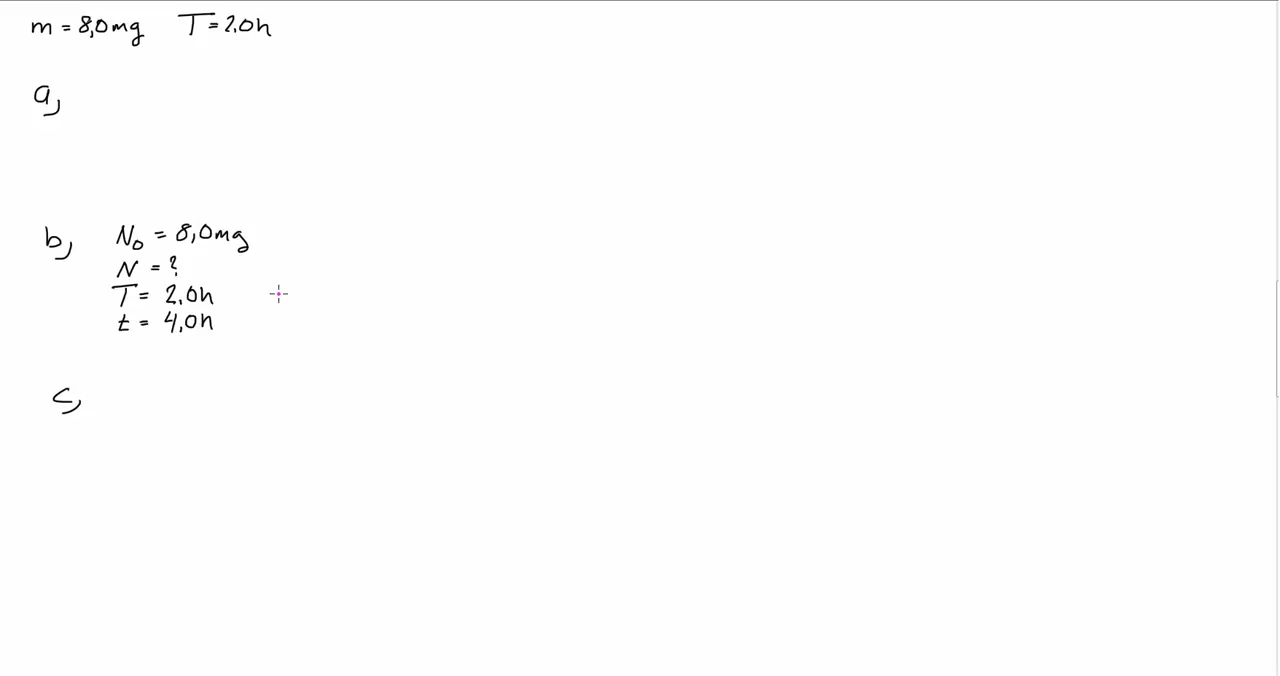 m = 8,0mg T = 2,0h
a,
b, N₀ = 8,0mg
N = ?
T = 2,0h
t = 4,0h
c,